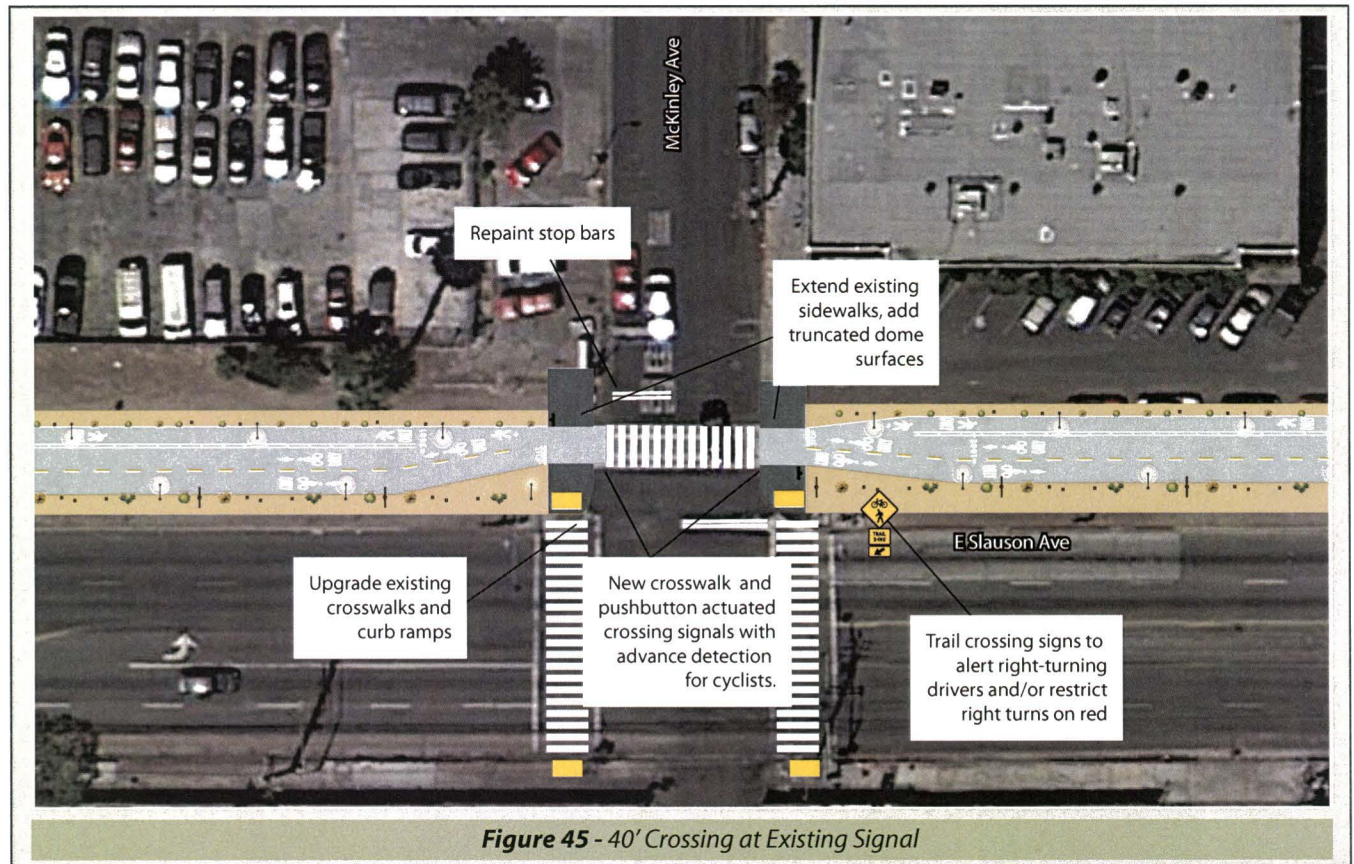 McKinley Ave
Repaint stop bars
Extend existing
sidewalks, add
truncated dome
surfaces
E Slauson Ave
TRAIL
X-ING
Upgrade existing
crosswalks and
curb ramps
New crosswalk and
pushbutton actuated
crossing signals with
advance detection
for cyclists.
Trail crossing signs to
alert right-turning
drivers and/or restrict
right turns on red
Figure 45 - 40' Crossing at Existing Signal